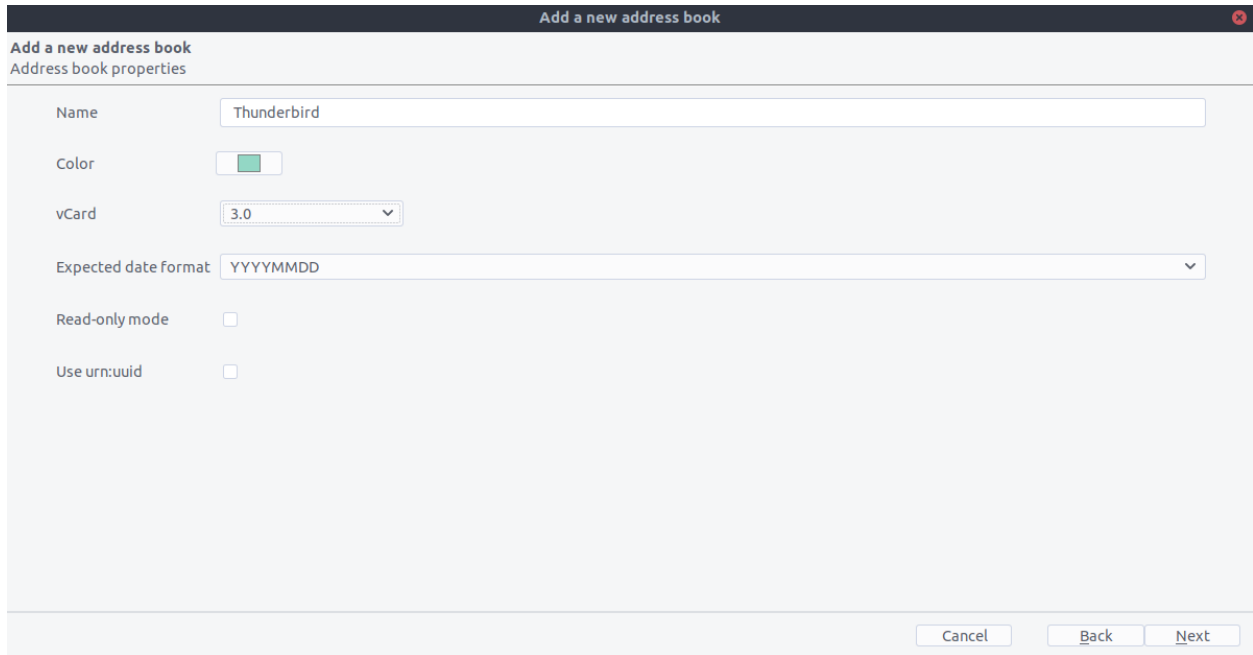 Add a new address book
Add a new address book
Address book properties
Name Thunderbird
Color
vCard 3.0
Expected date format YYYYMMDD
Read-only mode
Use urn:uuid
Cancel Back Next